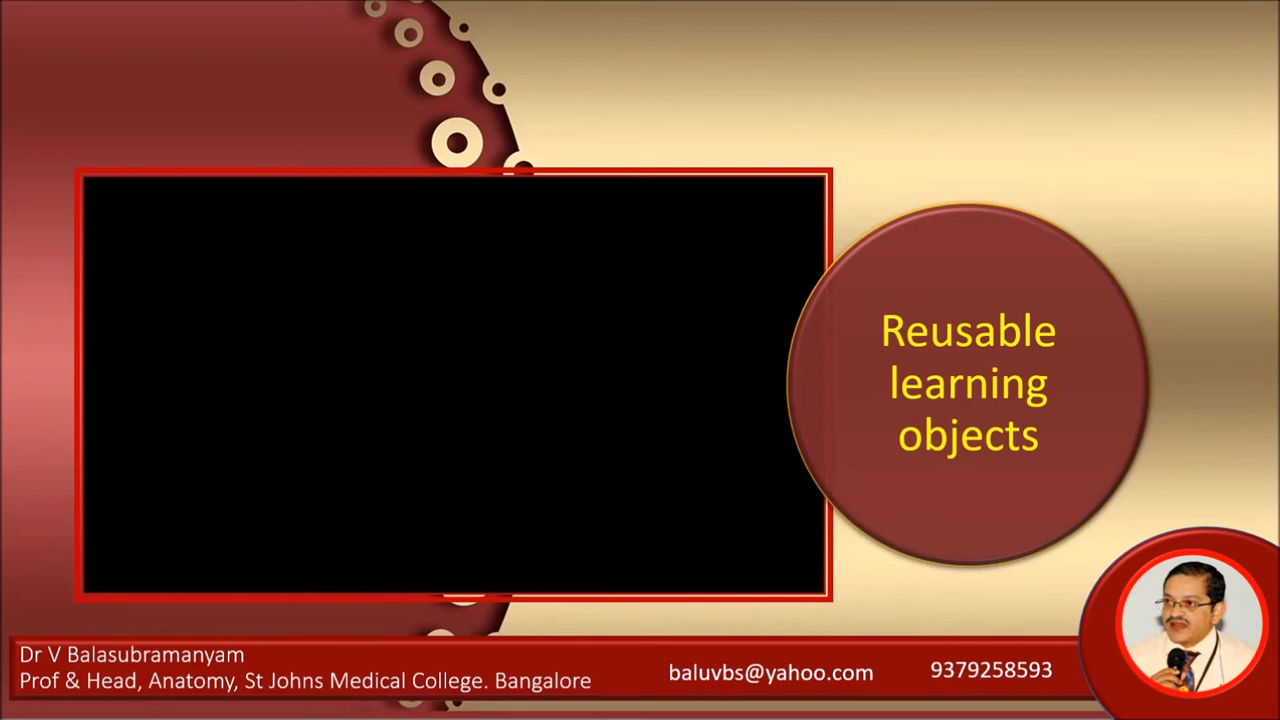 Reusable
learning
objects
Dr V Balasubramanyam
Prof & Head, Anatomy, St Johns Medical College. Bangalore
baluvbs@yahoo.com
9379258593